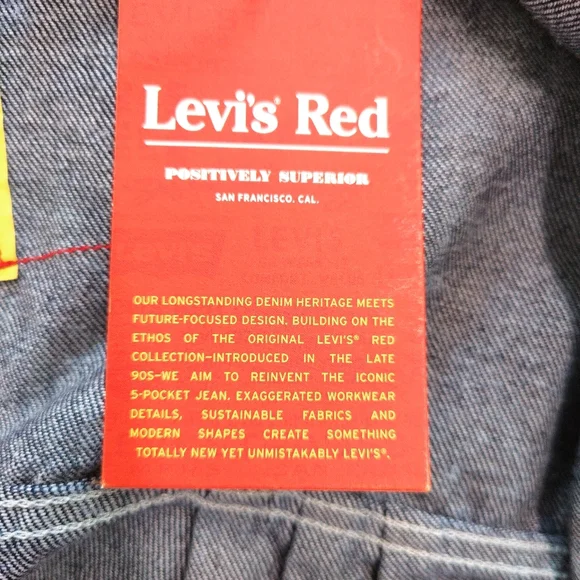 Levi's® Red
POSITIVELY SUPERIOR
SAN FRANCISCO, CAL.
OUR LONGSTANDING DENIM HERITAGE MEETS
FUTURE-FOCUSED DESIGN. BUILDING ON THE
ETHOS OF THE ORIGINAL LEVI'S® RED
COLLECTION—INTRODUCED IN THE LATE
90S—WE AIM TO REINVENT THE ICONIC
5-POCKET JEAN. EXAGGERATED WORKWEAR
DETAILS, SUSTAINABLE FABRICS AND
MODERN SHAPES CREATE SOMETHING
TOTALLY NEW YET UNMISTAKABLY LEVI'S®.